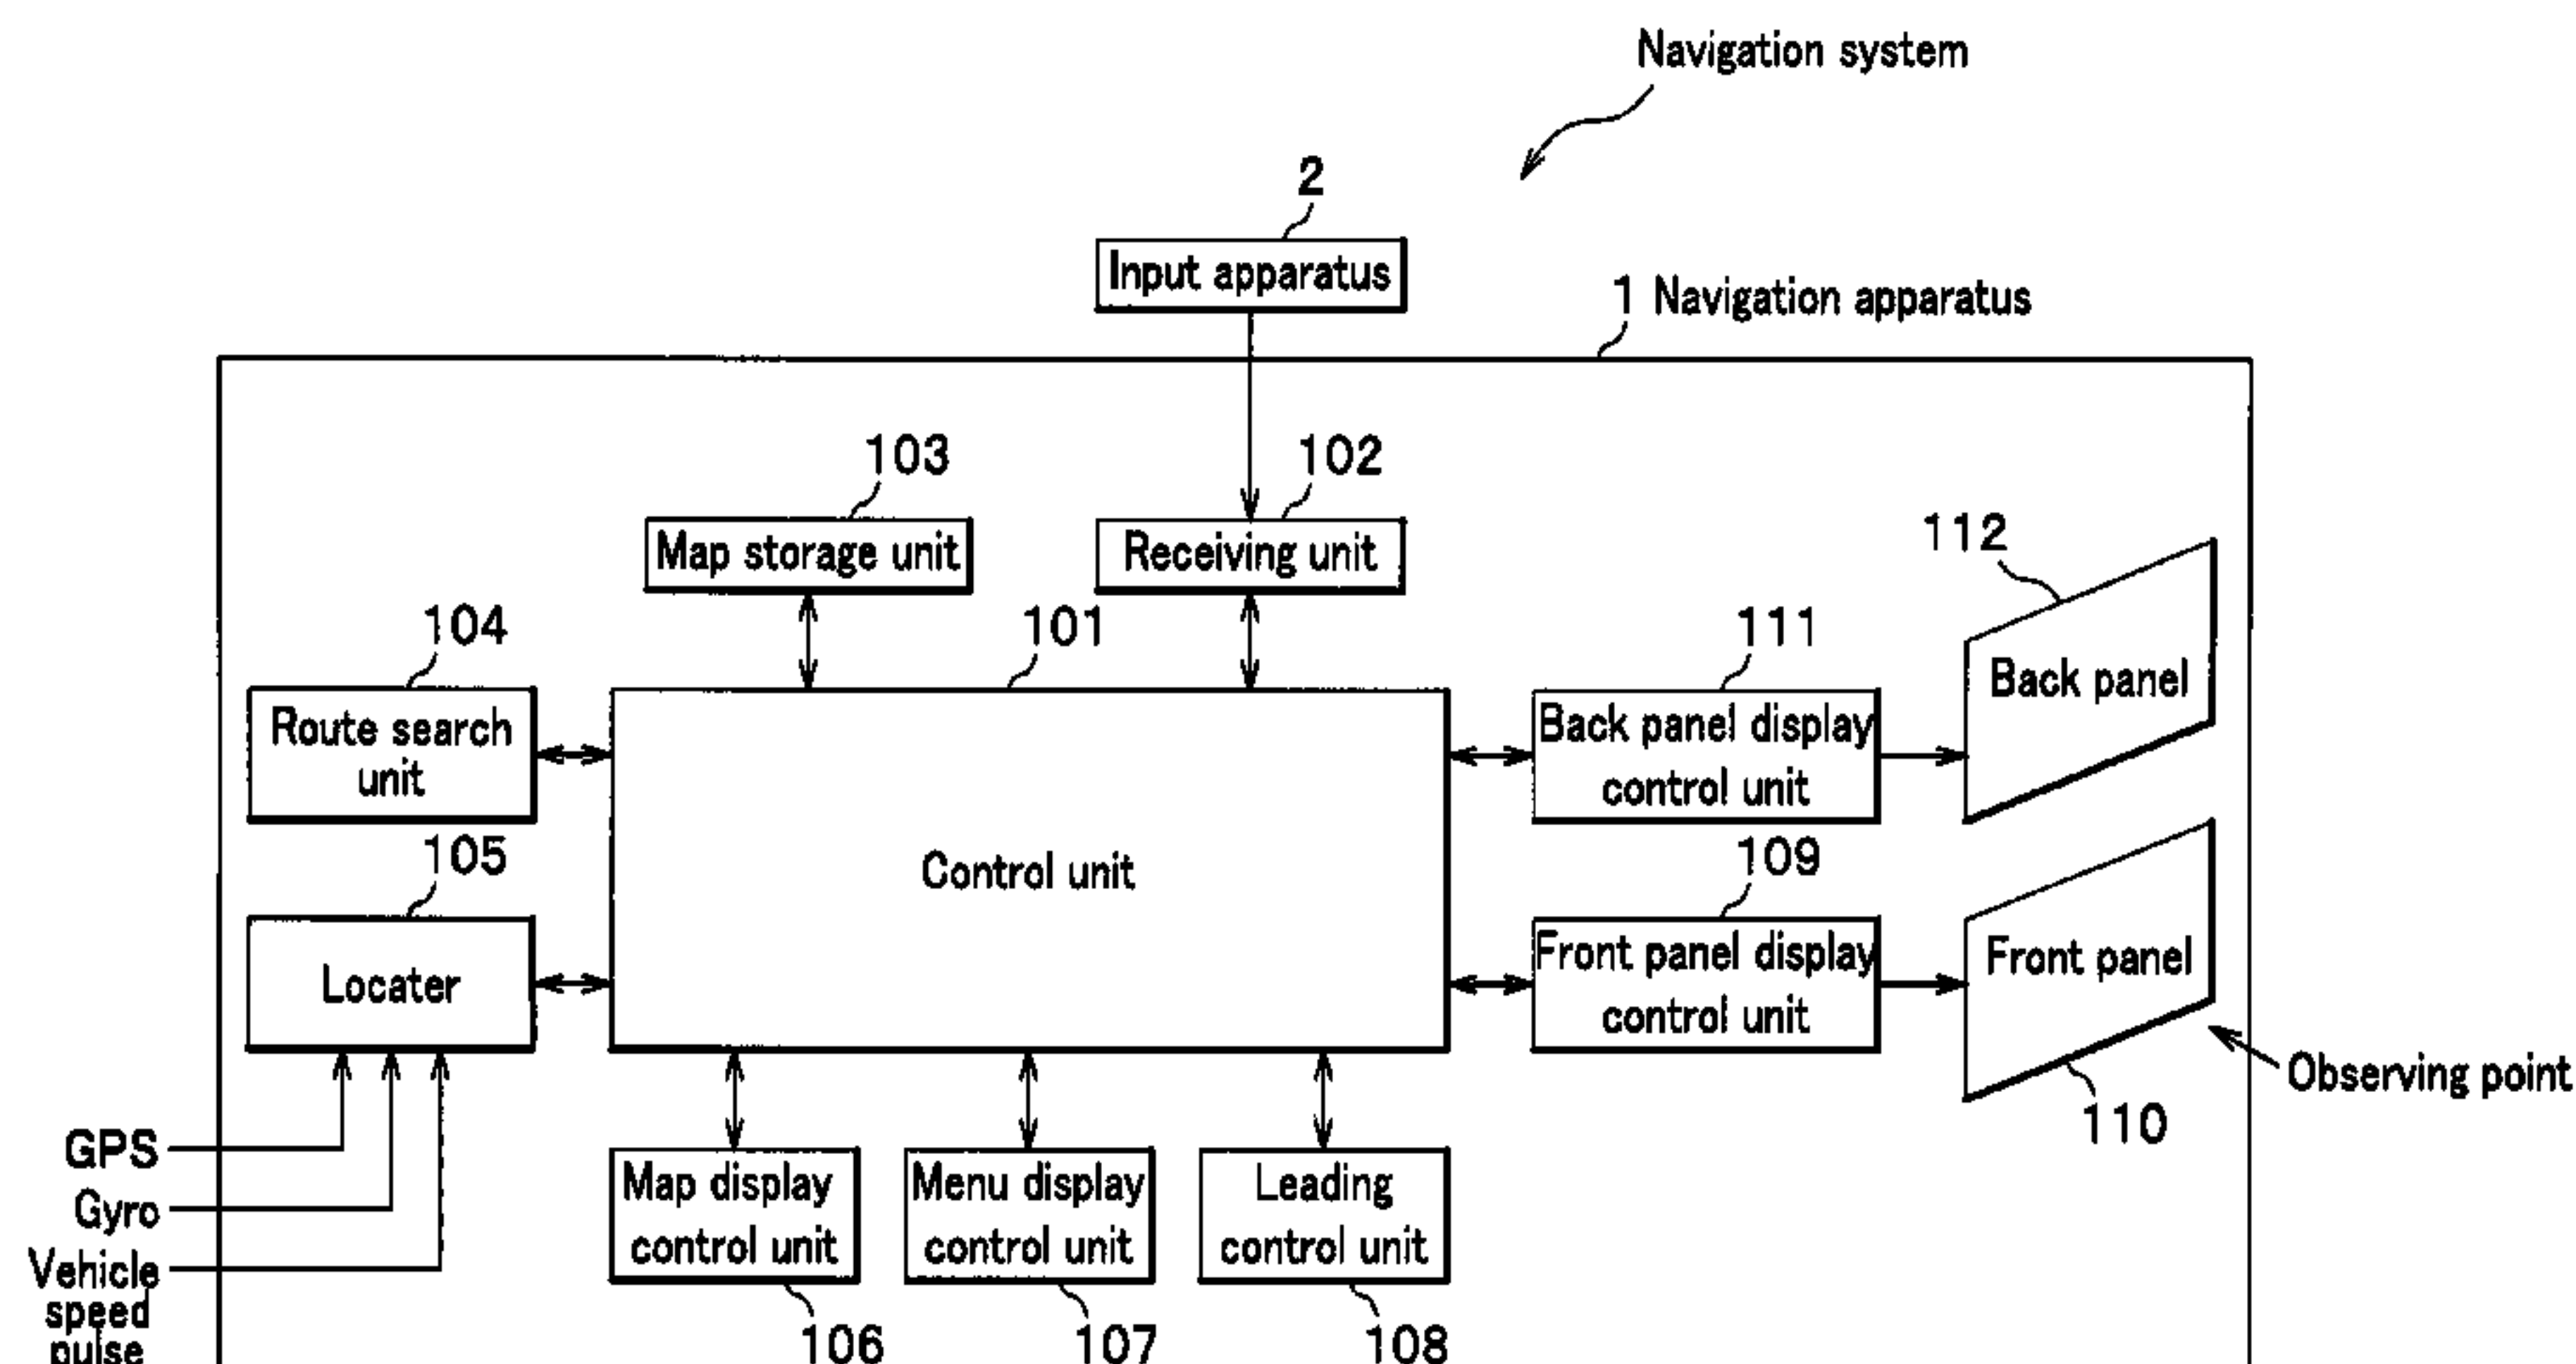 Navigation system
2
Input apparatus
1 Navigation apparatus
103
102
Map storage unit
Receiving unit
112
104
101
111
Back panel
Route search
unit
Back panel display
control unit
Control unit
105
109
Locater
Front panel display
control unit
Front panel
Observing point
110
GPS
Gyro
Vehicle
speed
pulse
Map display
control unit
Menu display
control unit
Leading
control unit
106
107
108